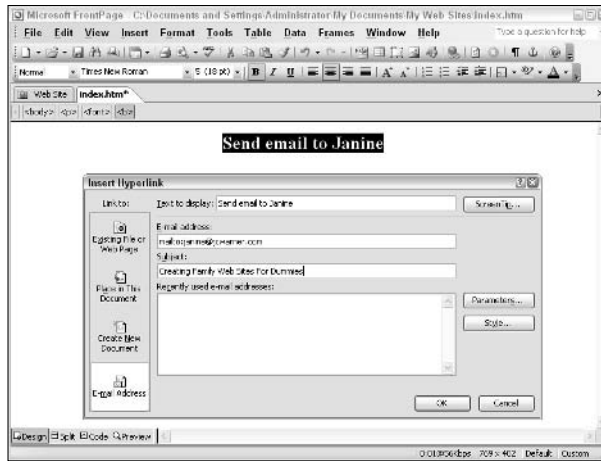 Microsoft FrontPage - C:\Documents and Settings\Administrator\My Documents\My Web Sites\index.htm
File Edit View Insert Format Tools Table Data Frames Window Help
Type a question for help
Normal Times New Roman 5 (18 pt) B I U
Web Site index.htm*
<body> <p> <font> <b>
Send email to Janine
Insert Hyperlink
Link to: Text to display: Send email to Janine ScreenTip...
E-mail address:
Existing File or
Web Page
Subject:
Creating Family Web Sites For Dummies
Recently used e-mail addresses:
Place in This
Document
Parameters...
Style...
Create New
Document
E-mail Address
OK Cancel
Design Split Code Preview
769 x 402 Default Custom